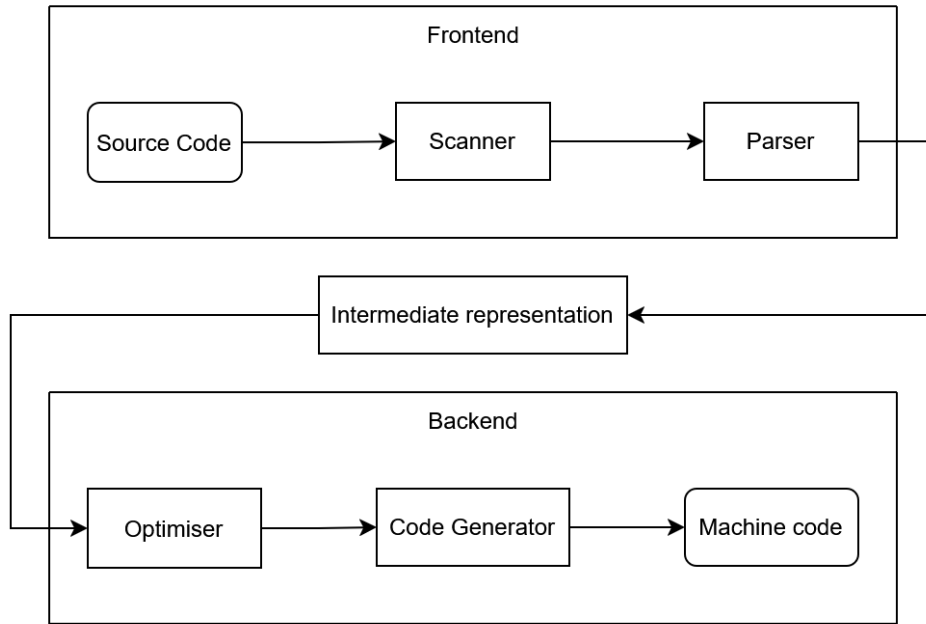 Frontend
Source Code
Scanner
Parser
Intermediate representation
Backend
Optimiser
Code Generator
Machine code